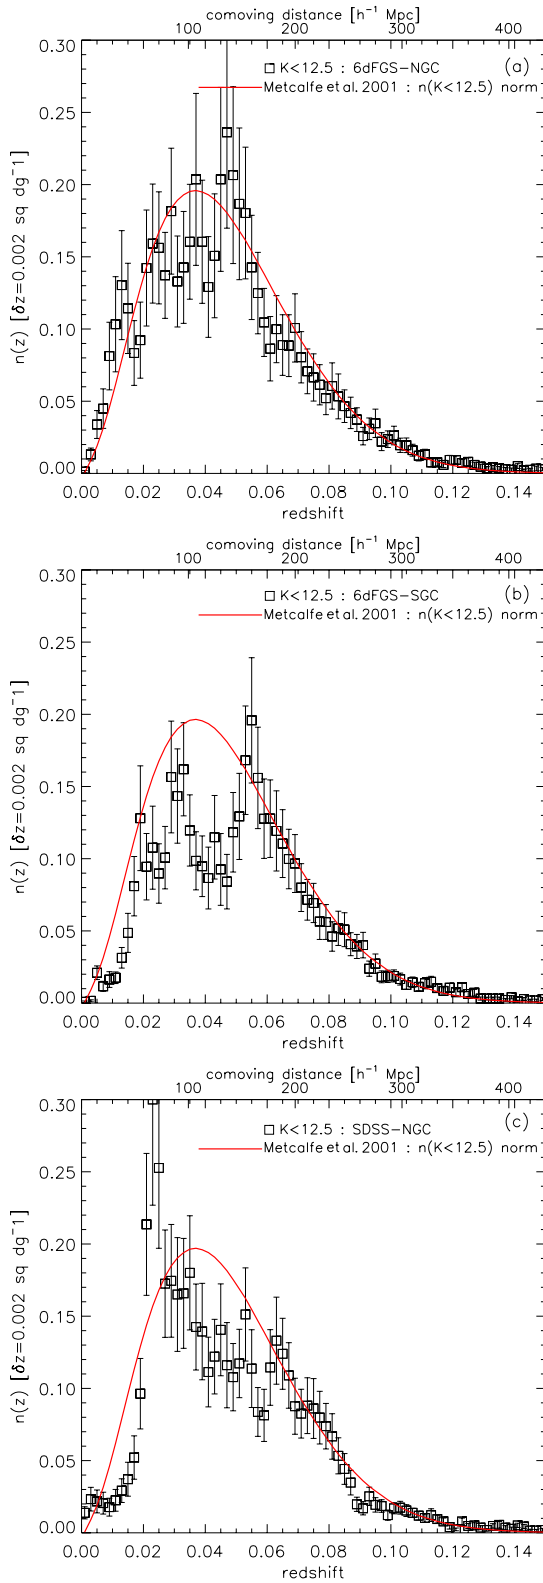 comoving distance [h⁻¹ Mpc]
100 200 300 400
0.30
K<12.5 : 6dFGS−NGC (a)
Metcalfe et al. 2001 : n(K<12.5) norm
0.25
0.20
0.15
0.10
0.05
0.00
n(z) [δz=0.002 sq dg⁻¹]
0.00 0.02 0.04 0.06 0.08 0.10 0.12 0.14
redshift
comoving distance [h⁻¹ Mpc]
100 200 300 400
0.30
K<12.5 : 6dFGS−SGC (b)
Metcalfe et al. 2001 : n(K<12.5) norm
0.25
0.20
0.15
0.10
0.05
0.00
n(z) [δz=0.002 sq dg⁻¹]
0.00 0.02 0.04 0.06 0.08 0.10 0.12 0.14
redshift
comoving distance [h⁻¹ Mpc]
100 200 300 400
0.30
K<12.5 : SDSS−NGC (c)
Metcalfe et al. 2001 : n(K<12.5) norm
0.25
0.20
0.15
0.10
0.05
0.00
n(z) [δz=0.002 sq dg⁻¹]
0.00 0.02 0.04 0.06 0.08 0.10 0.12 0.14
redshift